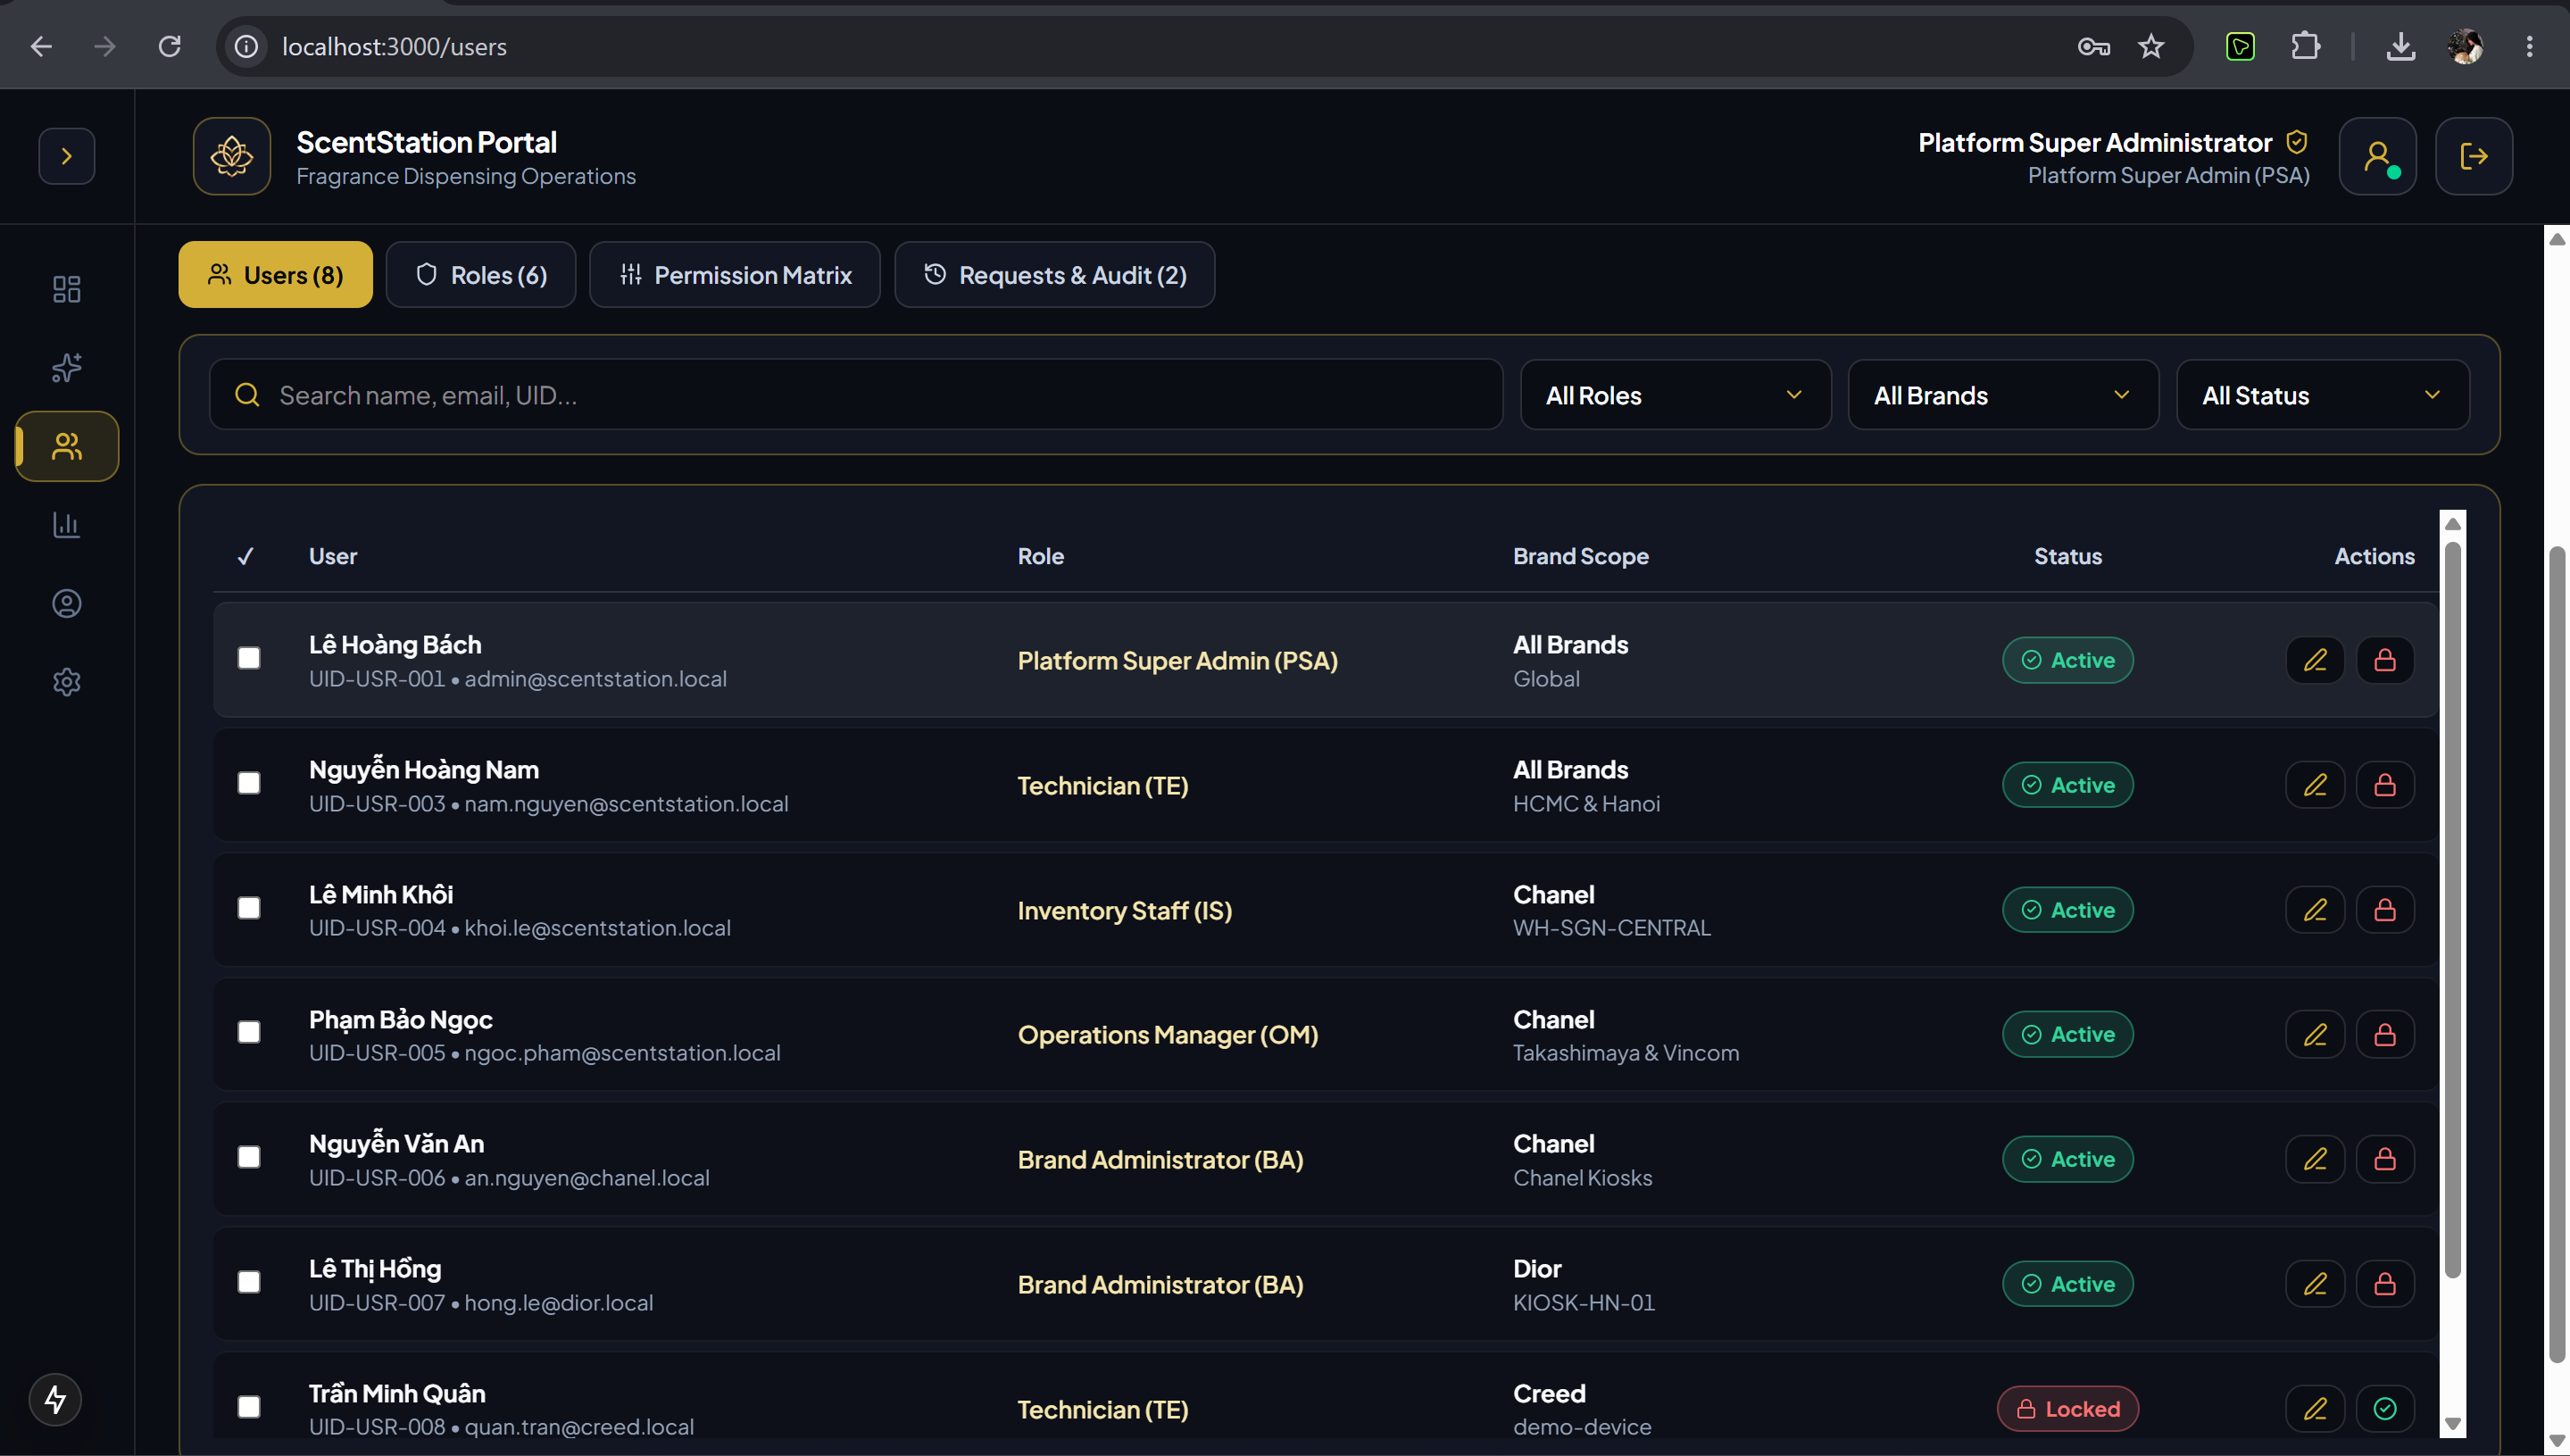 localhost:3000/users
ScentStation Portal
Fragrance Dispensing Operations
Platform Super Administrator
Platform Super Admin (PSA)
Users (8)
Roles (6)
Permission Matrix
Requests & Audit (2)
Search name, email, UID...
All Roles
All Brands
All Status
✓ User Role Brand Scope Status Actions
Lê Hoàng Bách
UID-USR-001 • admin@scentstation.local
Platform Super Admin (PSA)
All Brands
Global
Active
Nguyễn Hoàng Nam
UID-USR-003 • nam.nguyen@scentstation.local
Technician (TE)
All Brands
HCMC & Hanoi
Active
Lê Minh Khôi
UID-USR-004 • khoi.le@scentstation.local
Inventory Staff (IS)
Chanel
WH-SGN-CENTRAL
Active
Phạm Bảo Ngọc
UID-USR-005 • ngoc.pham@scentstation.local
Operations Manager (OM)
Chanel
Takashimaya & Vincom
Active
Nguyễn Văn An
UID-USR-006 • an.nguyen@chanel.local
Brand Administrator (BA)
Chanel
Chanel Kiosks
Active
Lê Thị Hồng
UID-USR-007 • hong.le@dior.local
Brand Administrator (BA)
Dior
KIOSK-HN-01
Active
Trần Minh Quân
UID-USR-008 • quan.tran@creed.local
Technician (TE)
Creed
demo-device
Locked